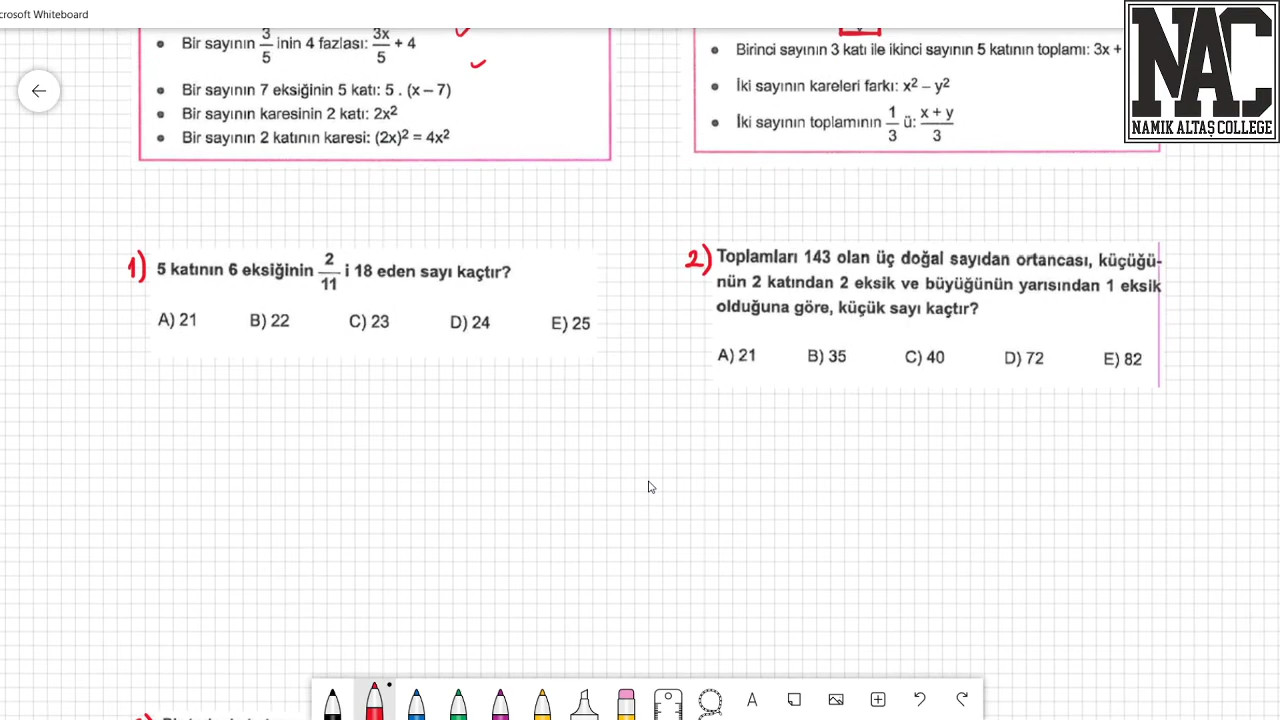 crosoft Whiteboard
• Bir sayının 3/5 inin 4 fazlası: 3x/5 + 4
• Bir sayının 7 eksiğinin 5 katı: 5 . (x – 7)
• Bir sayının karesinin 2 katı: 2x²
• Bir sayının 2 katının karesi: (2x)² = 4x²
• Birinci sayının 3 katı ile ikinci sayının 5 katının toplamı: 3x +
• İki sayının kareleri farkı: x² – y²
• İki sayının toplamının 1/3 ü: x + y/3
NAC
NAMIK ALTAŞ COLLEGE
1) 5 katının 6 eksiğinin 2/11 i 18 eden sayı kaçtır?
A) 21 B) 22 C) 23 D) 24 E) 25
2) Toplamları 143 olan üç doğal sayıdan ortancası, küçüğü-
nün 2 katından 2 eksik ve büyüğünün yarısından 1 eksik
olduğuna göre, küçük sayı kaçtır?
A) 21 B) 35 C) 40 D) 72 E) 82
A